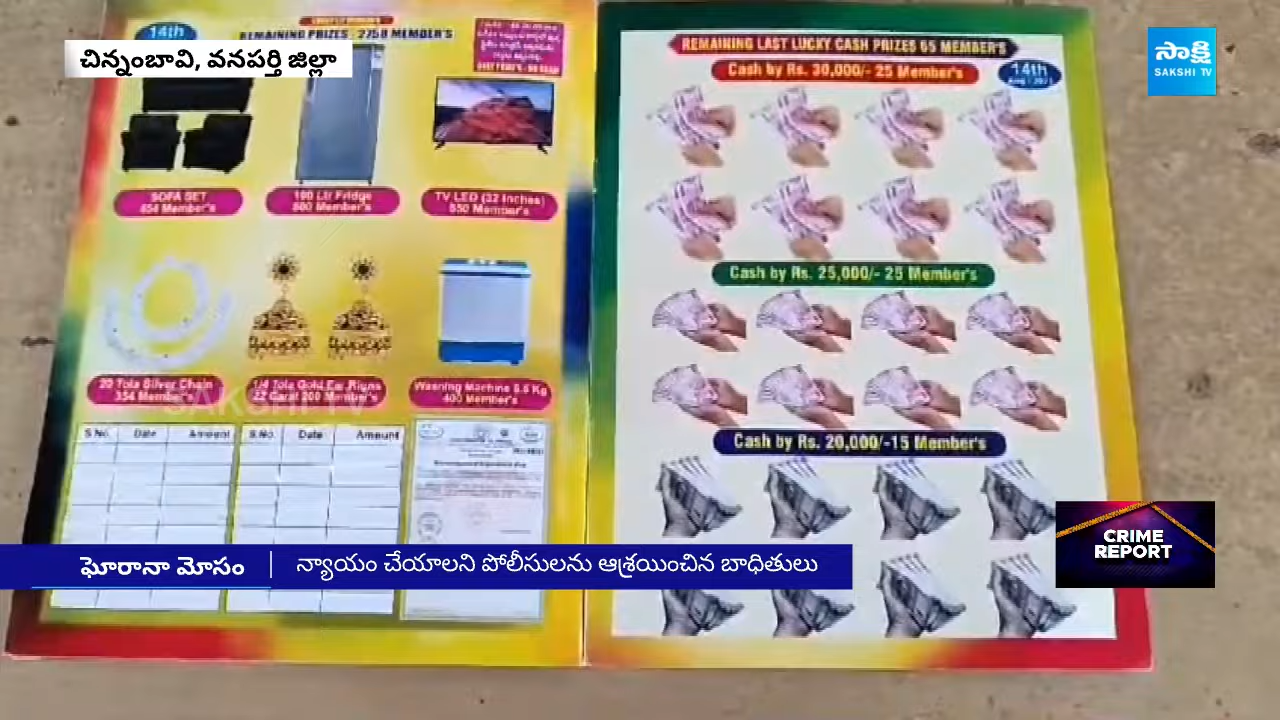 14th
REMAINING PRIZES - 2758 MEMBER'S
చిన్నంబావి, వనపర్తి జిల్లా
SOFA SET
654 Member's
190 Ltr Fridge
600 Member's
TV LED (32 Inches)
550 Member's
20 Tola Silver Chain
354 Member's
1/4 Tola Gold Ear Rigns
22 Carat 200 Member's
Washing Machine 6.5 Kg
400 Member's
SAKSHI TV
S.No. Date Amount
S.No. Date Amount
REMAINING LAST LUCKY CASH PRIZES 65 MEMBER'S
Cash by Rs. 30,000/- 25 Member's
14th
Cash by Rs. 25,000/- 25 Member's
Cash by Rs. 20,000/-15 Member's
సాక్షి
SAKSHI TV
CRIME
REPORT
ఘోరానా మోసం
న్యాయం చేయాలని పోలీసులను ఆశ్రయించిన బాధితులు